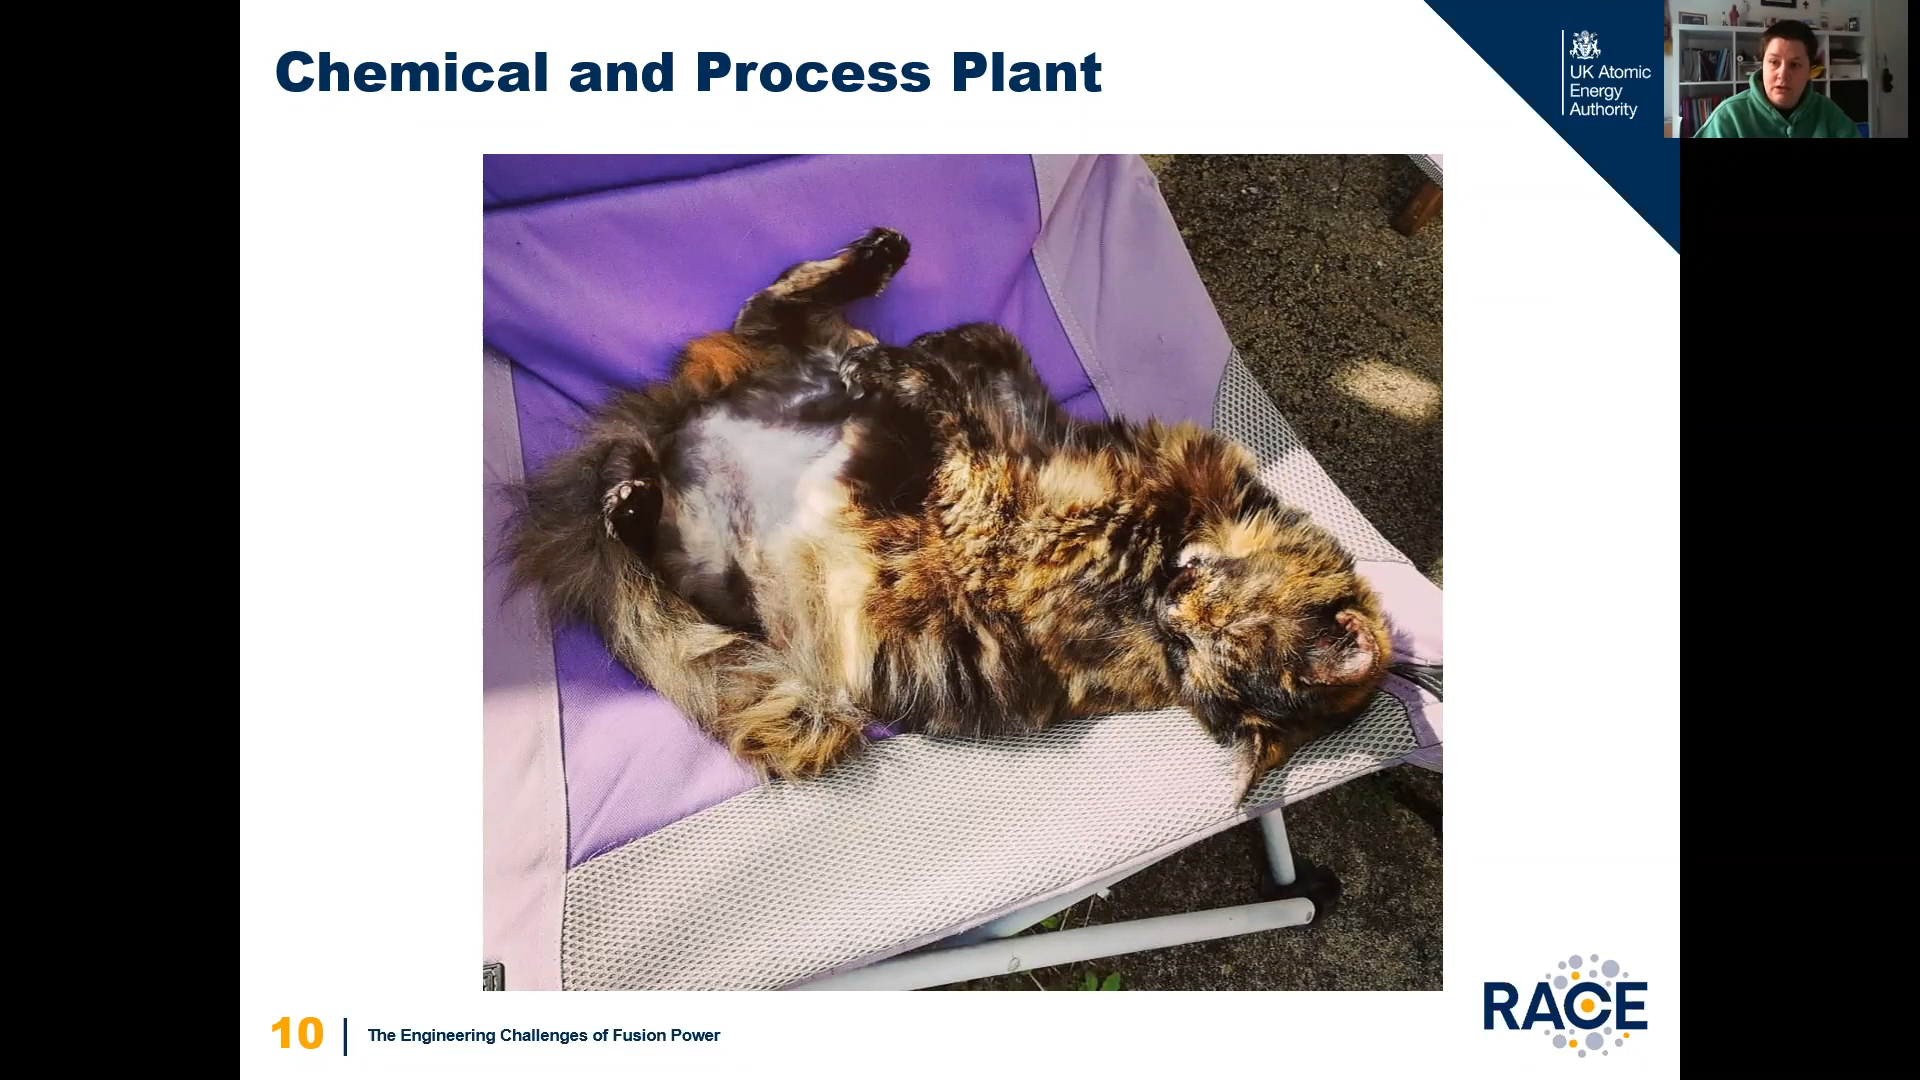 Chemical and Process Plant
UK Atomic
Energy
Authority
10
The Engineering Challenges of Fusion Power
RACE